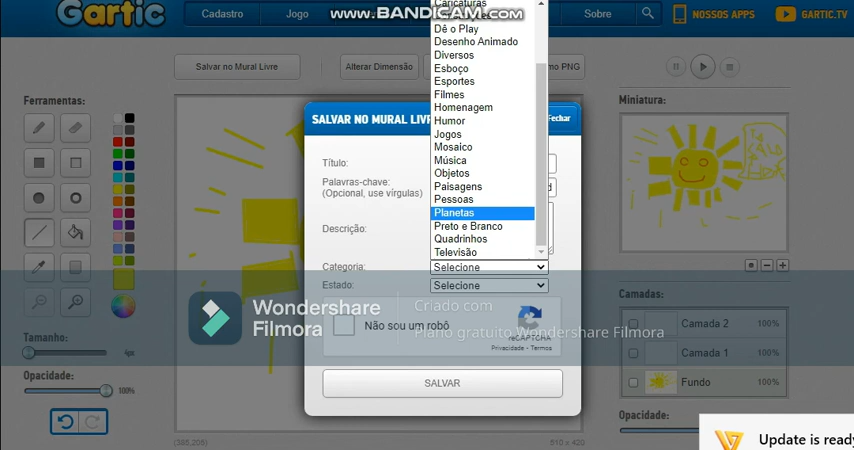 Gartic
Cadastro
Jogo
www.BANDICAM.com
Sobre
NOSSOS APPS
GARTIC.TV
Salvar no Mural Livre
Alterar Dimensão
mo PNG
Ferramentas:
Tamanho:
4px
Opacidade:
100%
SALVAR NO MURAL LIVR
Fechar
Título:
Palavras-chave:
(Opcional, use vírgulas)
Descrição:
Categoria:
Selecione
Estado:
Selecione
Caricaturas
Dê o Play
Desenho Animado
Diversos
Esboço
Esportes
Filmes
Homenagem
Humor
Jogos
Mosaico
Música
Objetos
Paisagens
Pessoas
Planetas
Preto e Branco
Quadrinhos
Televisão
Não sou um robô
reCAPTCHA
Privacidade - Termos
SALVAR
Wondershare
Filmora
Criado com
Plano gratuito Wondershare Filmora
Miniatura:
Camadas:
Camada 2
100%
Camada 1
100%
Fundo
100%
Opacidade:
(385,205)
610 x 420
Update is ready